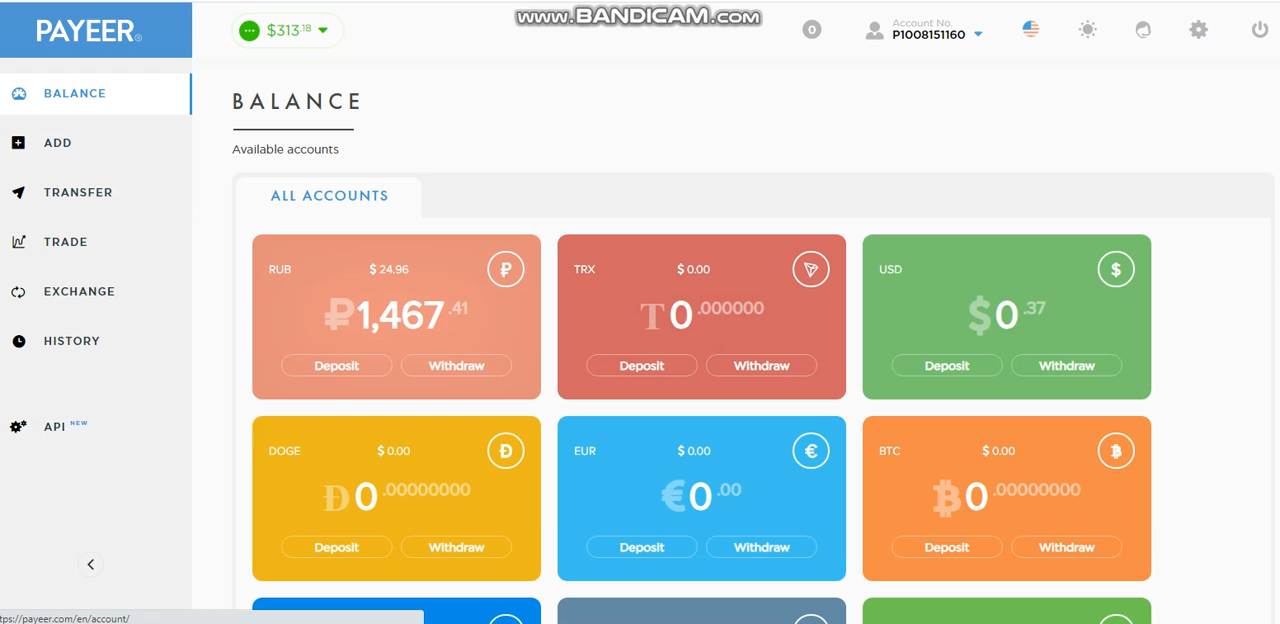 www.BANDICAM.com
PAYEER®
$313.18
0
Account No.
P1008151160
BALANCE
ADD
TRANSFER
TRADE
EXCHANGE
HISTORY
API NEW
BALANCE
Available accounts
ALL ACCOUNTS
RUB $ 24.96 ₽
₽1,467.41
Deposit Withdraw
TRX $ 0.00
T0.000000
Deposit Withdraw
USD $
$0.37
Deposit Withdraw
DOGE $ 0.00 Ð
Ð0.00000000
Deposit Withdraw
EUR $ 0.00 €
€0.00
Deposit Withdraw
BTC $ 0.00 ₿
₿0.00000000
Deposit Withdraw
tps://payeer.com/en/account/